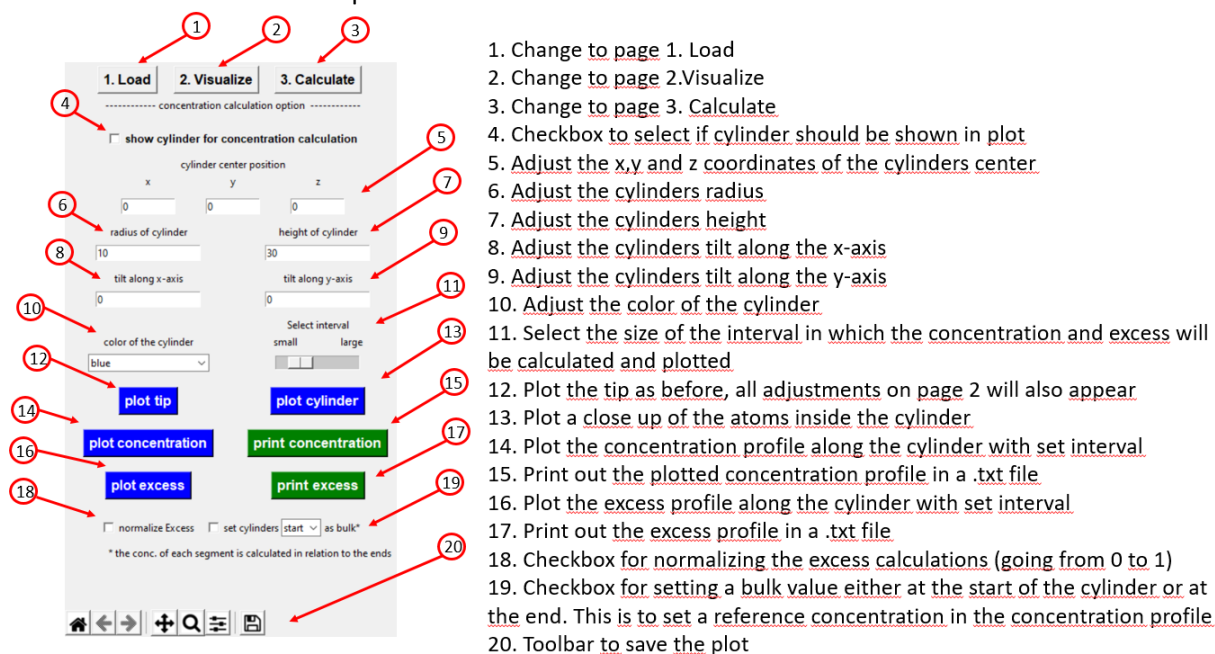 1
2
3
1. Load 2. Visualize 3. Calculate
------------ concentration calculation option ------------
4
show cylinder for concentration calculation
5
cylinder center position
x y z
7
0 0 0
6
radius of cylinder height of cylinder
9
10 30
8
tilt along x-axis tilt along y-axis
11
0 0
10
Select interval
13
color of the cylinder small large
12
blue
15
plot tip plot cylinder
14
17
plot concentration print concentration
16
plot excess print excess
18
19
normalize Excess set cylinders start as bulk*
20
* the conc. of each segment is calculated in relation to the ends
1. Change to page 1. Load
2. Change to page 2.Visualize
3. Change to page 3. Calculate
4. Checkbox to select if cylinder should be shown in plot
5. Adjust the x,y and z coordinates of the cylinders center
6. Adjust the cylinders radius
7. Adjust the cylinders height
8. Adjust the cylinders tilt along the x-axis
9. Adjust the cylinders tilt along the y-axis
10. Adjust the color of the cylinder
11. Select the size of the interval in which the concentration and excess will
be calculated and plotted
12. Plot the tip as before, all adjustments on page 2 will also appear
13. Plot a close up of the atoms inside the cylinder
14. Plot the concentration profile along the cylinder with set interval
15. Print out the plotted concentration profile in a .txt file
16. Plot the excess profile along the cylinder with set interval
17. Print out the excess profile in a .txt file
18. Checkbox for normalizing the excess calculations (going from 0 to 1)
19. Checkbox for setting a bulk value either at the start of the cylinder or at
the end. This is to set a reference concentration in the concentration profile
20. Toolbar to save the plot